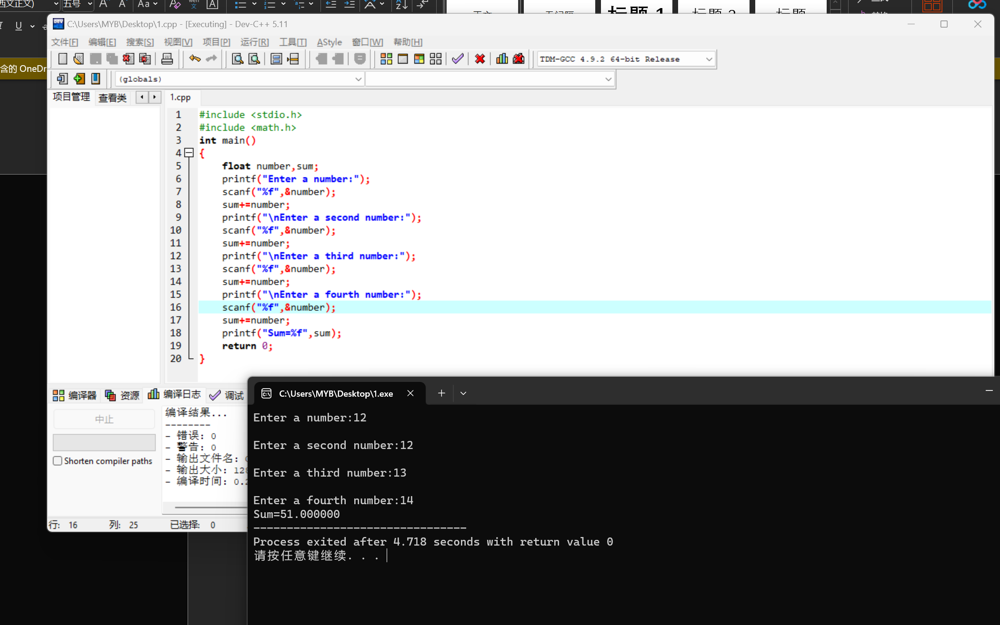 五号
Aa
含的 OneDr
C:\Users\MYB\Desktop\1.cpp - [Executing] - Dev-C++ 5.11
文件[F] 编辑[E] 搜索[S] 视图[V] 项目[P] 运行[R] 工具[T] AStyle 窗口[W] 帮助[H]
TDM-GCC 4.9.2 64-bit Release
(globals)
项目管理 查看类 1.cpp
1 #include <stdio.h>
2 #include <math.h>
3 int main()
4 {
5 float number,sum;
6 printf("Enter a number:");
7 scanf("%f",&number);
8 sum+=number;
9 printf("\nEnter a second number:");
10 scanf("%f",&number);
11 sum+=number;
12 printf("\nEnter a third number:");
13 scanf("%f",&number);
14 sum+=number;
15 printf("\nEnter a fourth number:");
16 scanf("%f",&number);
17 sum+=number;
18 printf("Sum=%f",sum);
19 return 0;
20 }
编译器 资源 编译日志 调试
中止
Shorten compiler paths
编译结果...
--------
- 错误: 0
- 警告: 0
- 输出文件名:
- 输出大小: 128
- 编译时间: 0.2
行: 16 列: 25 已选择: 0
C:\Users\MYB\Desktop\1.exe
Enter a number:12
Enter a second number:12
Enter a third number:13
Enter a fourth number:14
Sum=51.000000
--------------------------------
Process exited after 4.718 seconds with return value 0
请按任意键继续. . .